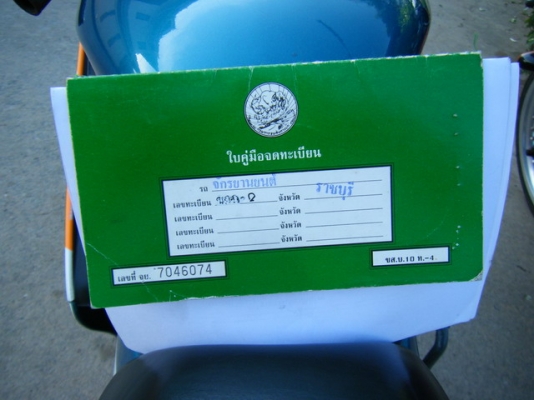 ใบคู่มือจดทะเบียน
รถ จักรยานยนต์
เลขทะเบียน จังหวัด ราชบุรี
เลขทะเบียน จังหวัด
เลขทะเบียน จังหวัด
เลขทะเบียน จังหวัด
เลขที่ จย. 7046074
ขส.บ.10 ท.-4